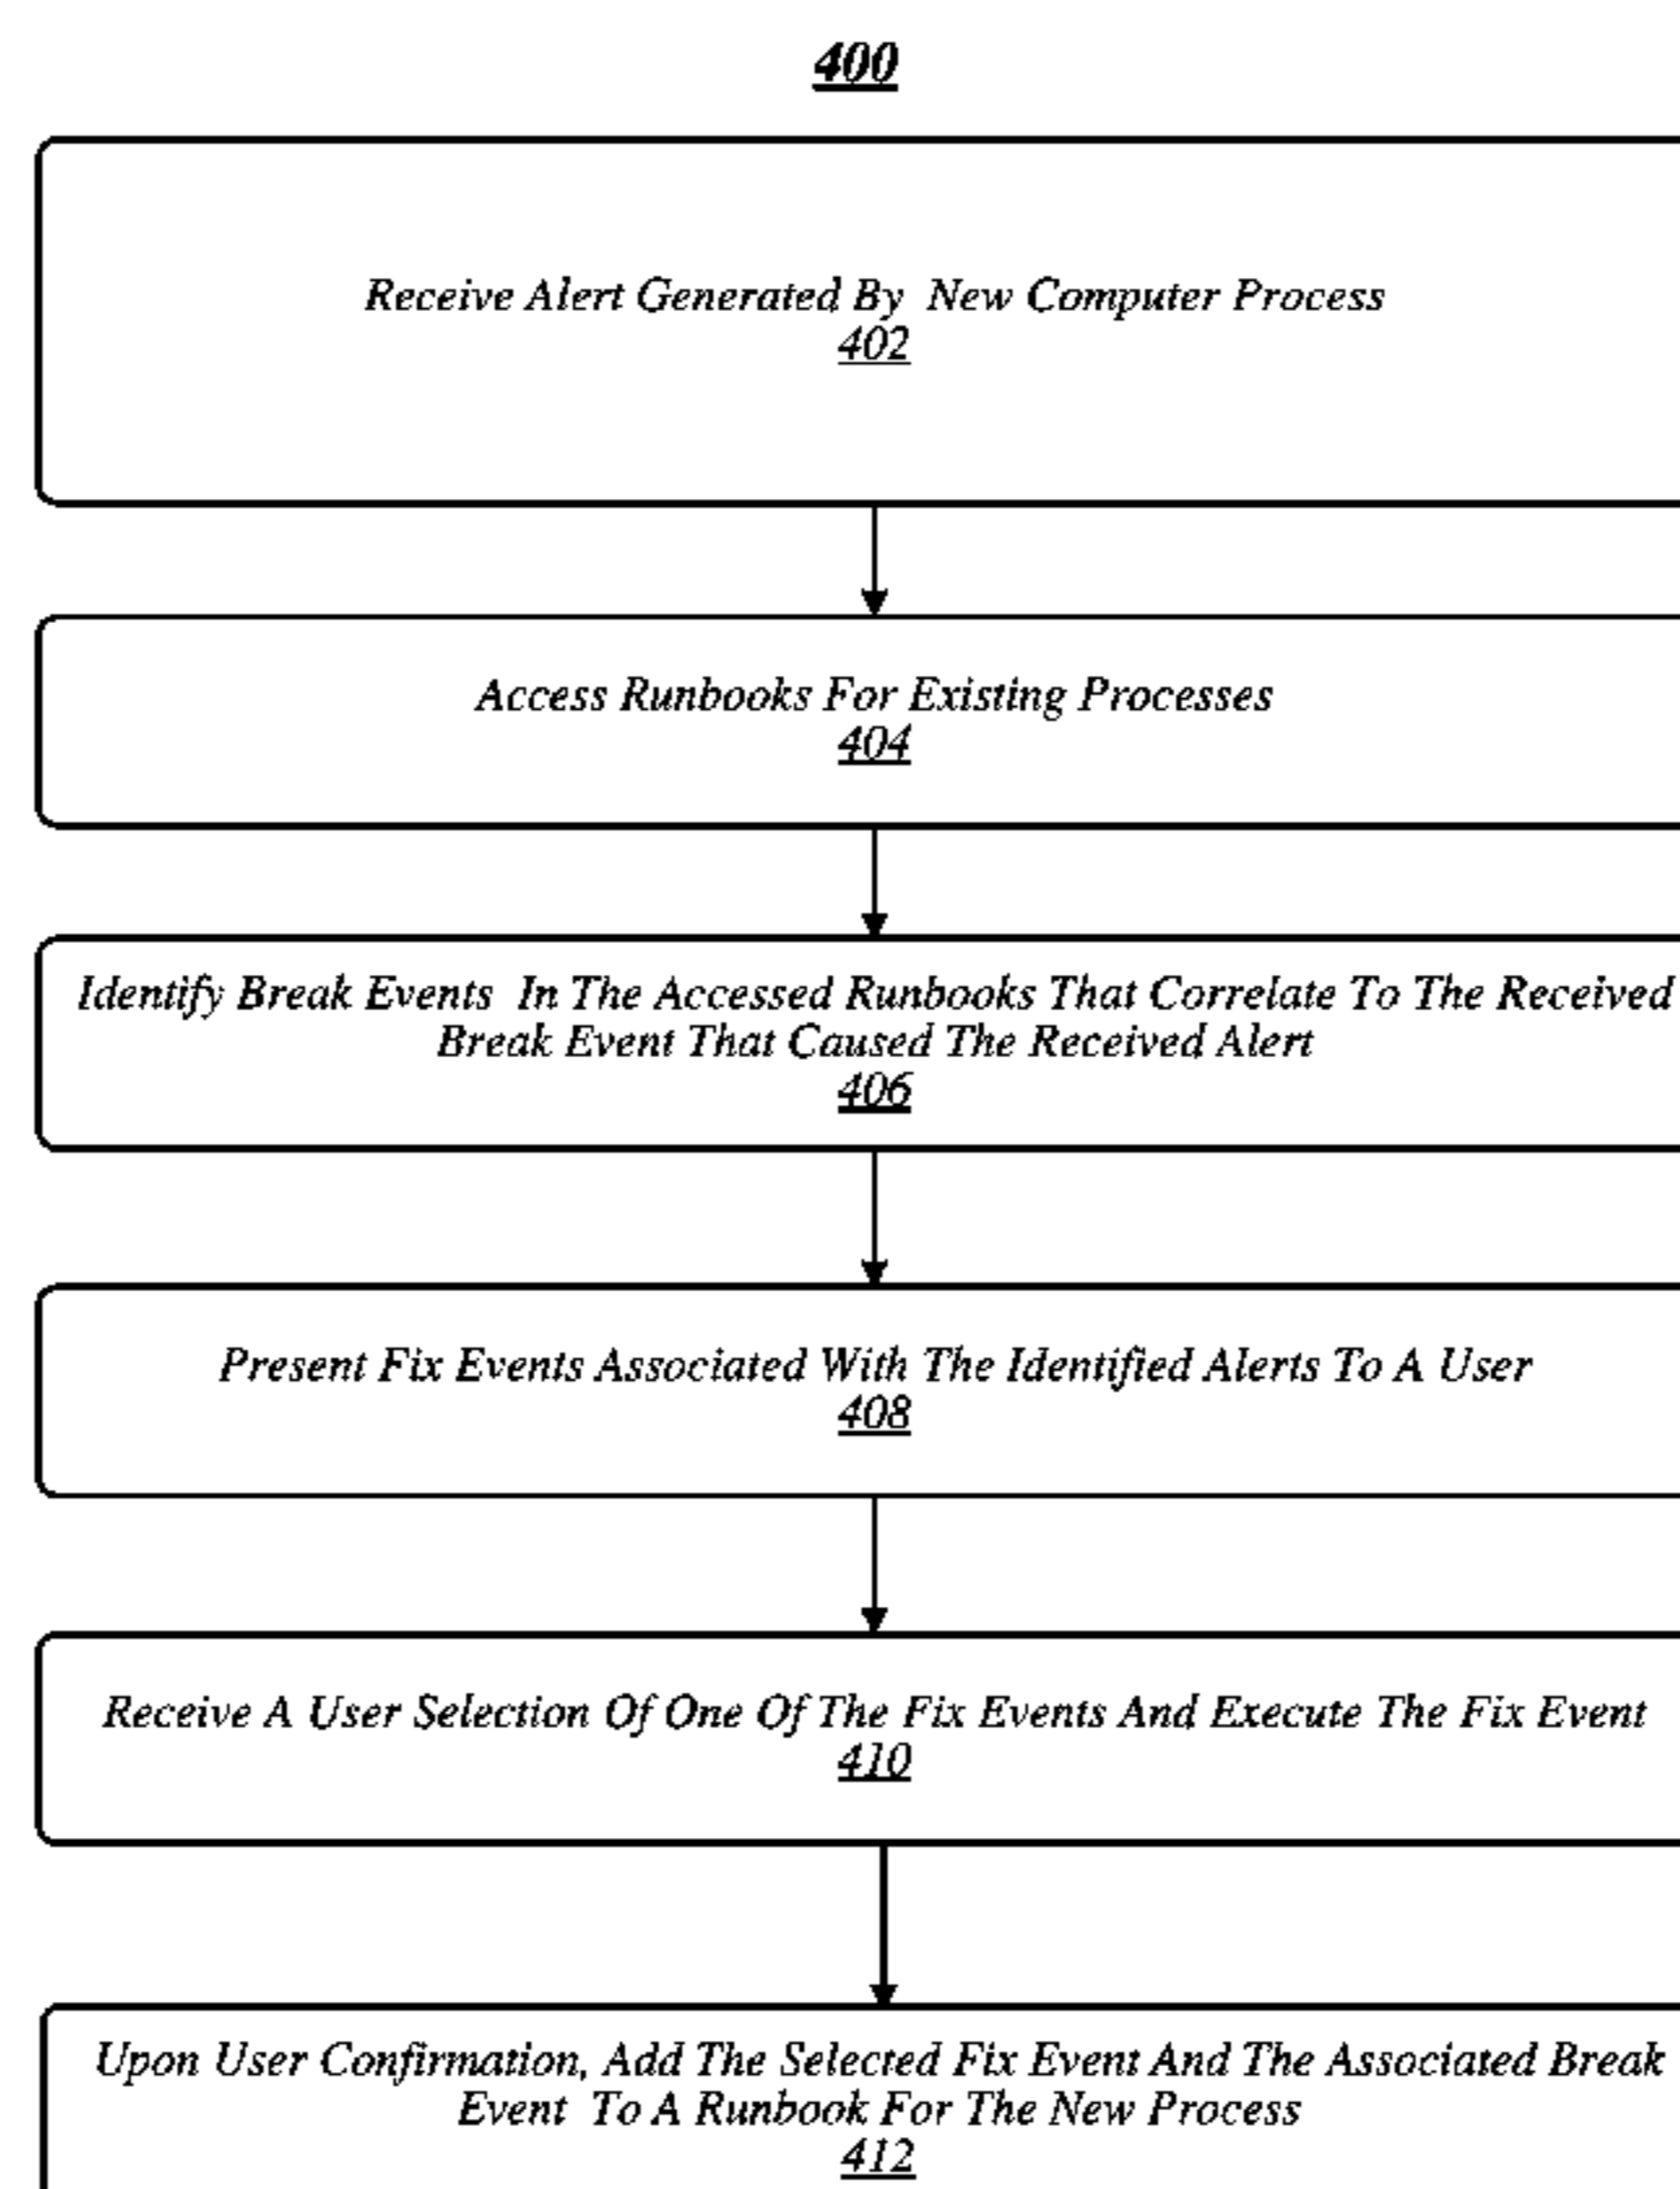 400
Receive Alert Generated By New Computer Process
402
Access Runbooks For Existing Processes
404
Identify Break Events In The Accessed Runbooks That Correlate To The Received
Break Event That Caused The Received Alert
406
Present Fix Events Associated With The Identified Alerts To A User
408
Receive A User Selection Of One Of The Fix Events And Execute The Fix Event
410
Upon User Confirmation, Add The Selected Fix Event And The Associated Break
Event To A Runbook For The New Process
412